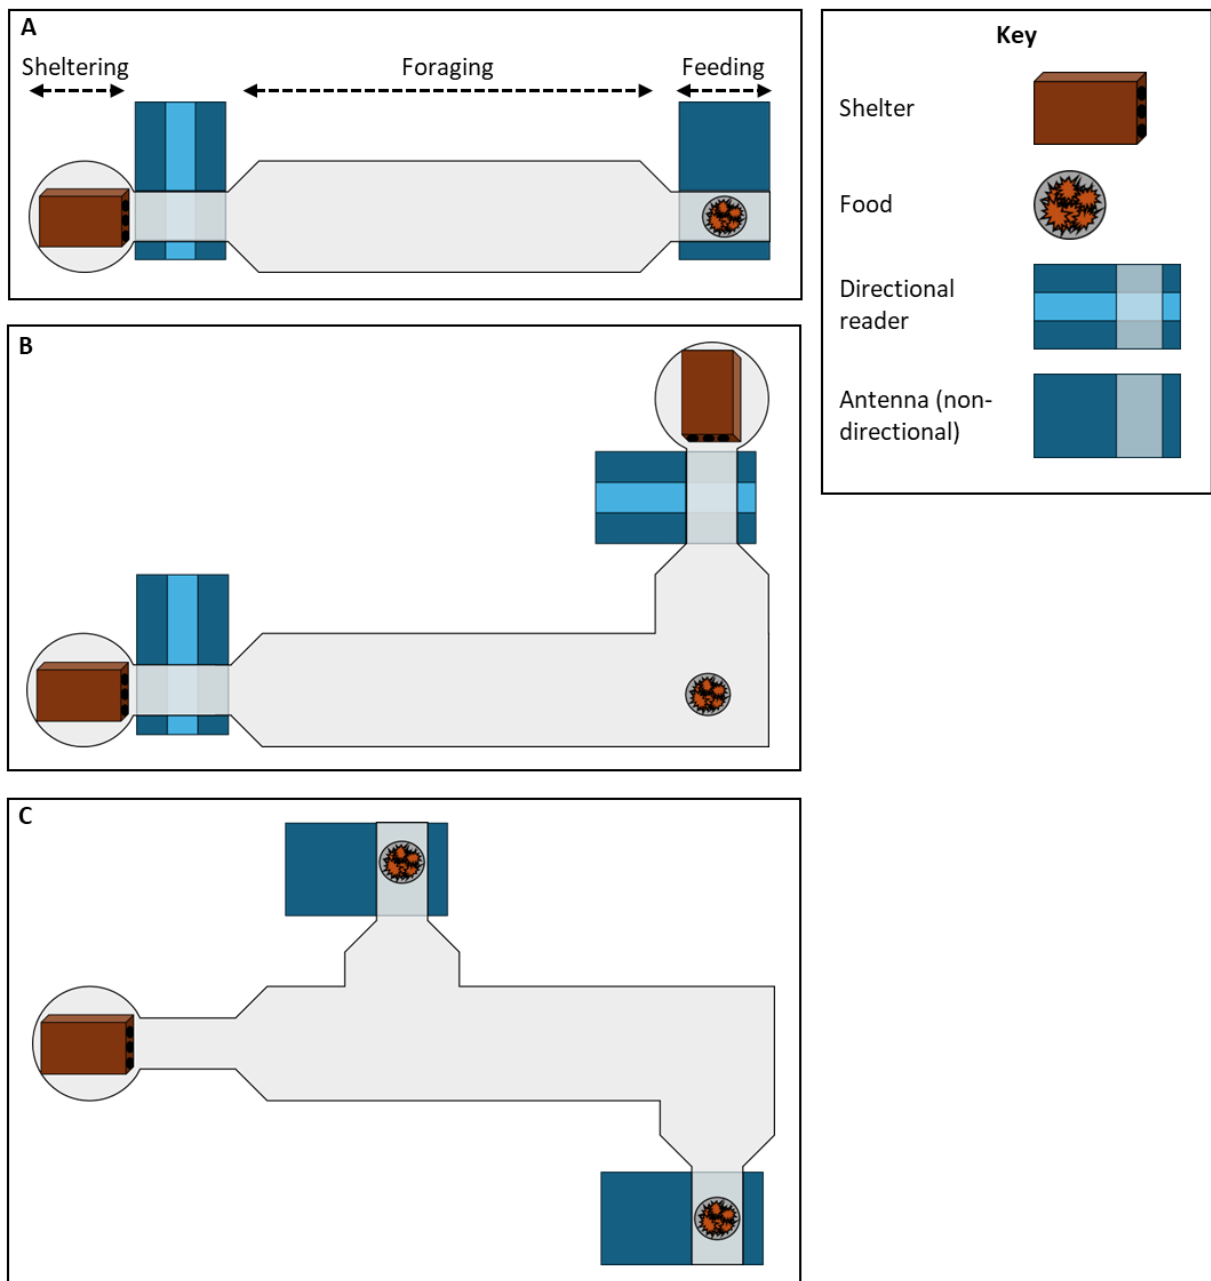 A
Sheltering
Foraging
Feeding
B
C
Key
Shelter
Food
Directional
reader
Antenna (non-
directional)